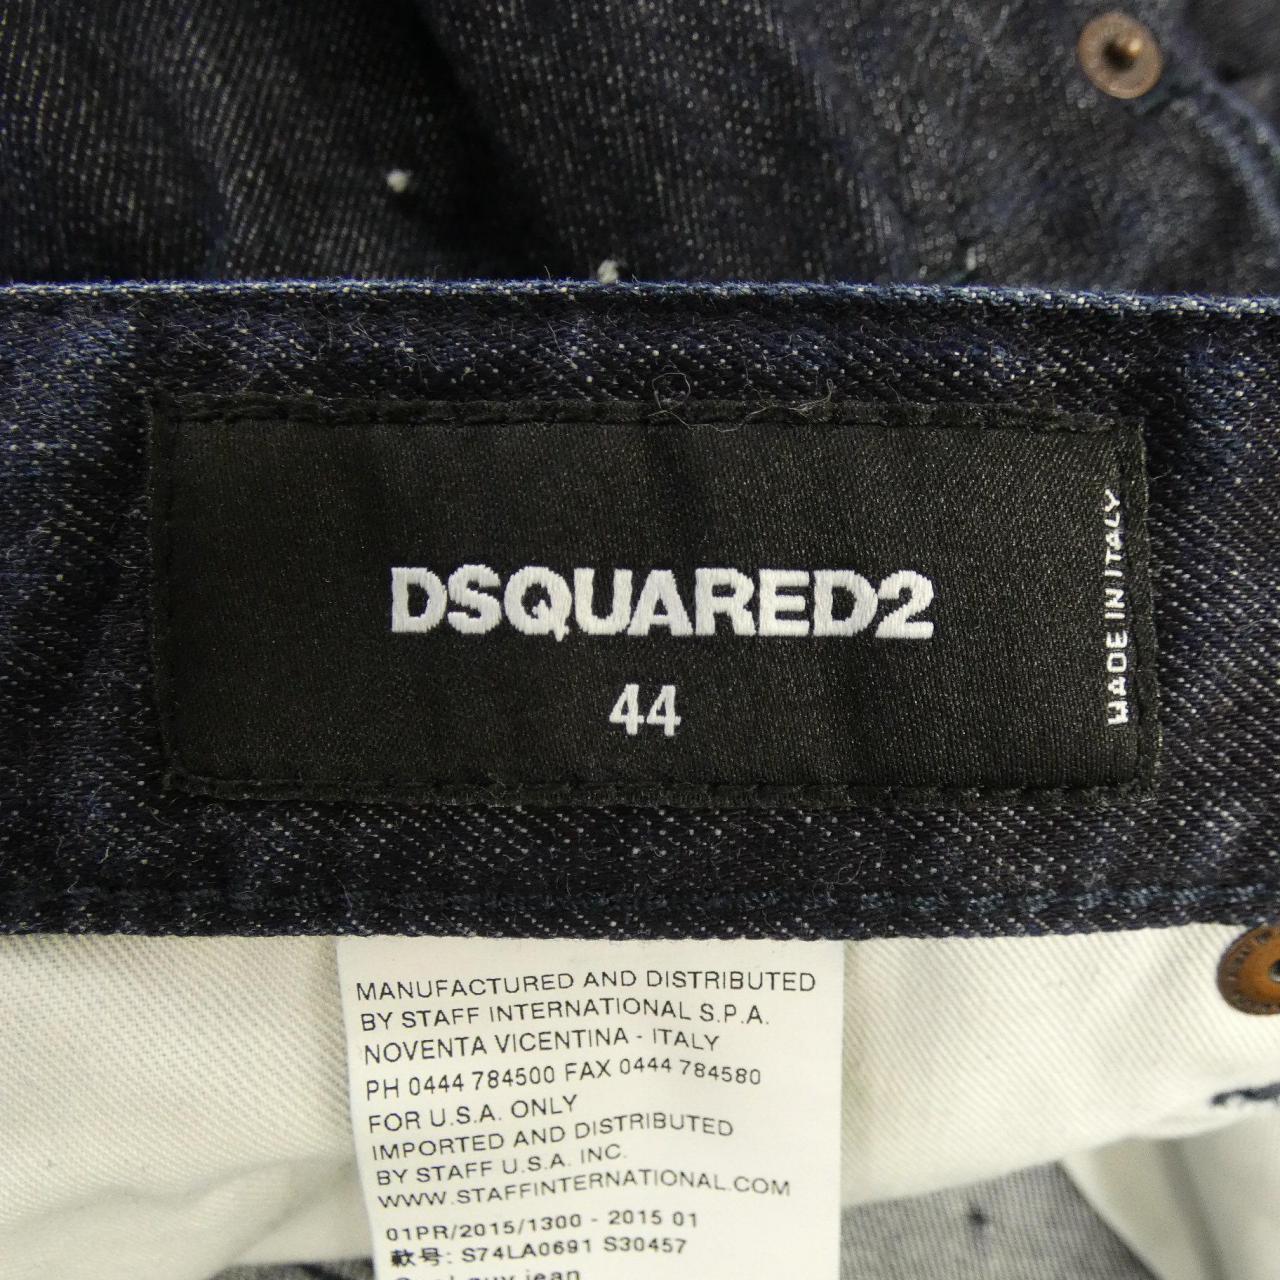 DSQUARED2
44
MADE IN ITALY
MANUFACTURED AND DISTRIBUTED
BY STAFF INTERNATIONAL S.P.A.
NOVENTA VICENTINA - ITALY
PH 0444 784500 FAX 0444 784580
FOR U.S.A. ONLY
IMPORTED AND DISTRIBUTED
BY STAFF U.S.A. INC.
WWW.STAFFINTERNATIONAL.COM
01PR/2015/1300 - 2015 01
款号: S74LA0691 S30457
guy jean